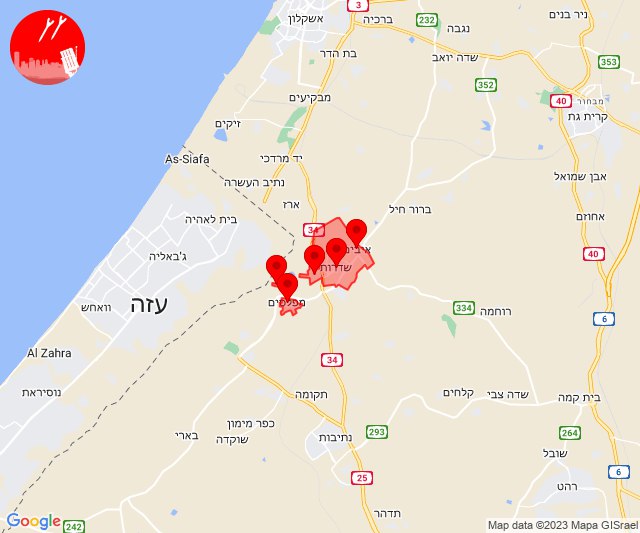 3
אשקלון
ברכיה
232
נגבה
ניר בנים
בת הדר
שדה יואב
353
352
מבקיעים
40
מבחור
קרית גת
זיקים
As-Siafa
יד מרדכי
נתיב העשרה
אבן שמואל
ארז
ברור חיל
אחוזם
בית לאהיה
34
איבים
ג'באליה
40
שדרות
עזה
מפלסים
וואחש
334
רוחמה
6
Al Zahra
34
נוסיראת
תקומה
קלחים
שדה צבי
בית קמה
כפר מימון
בארי
שוקדה
נתיבות
293
264
שובל
25
6
רהט
תדהר
242
Google
Map data ©2023 Mapa GISrael